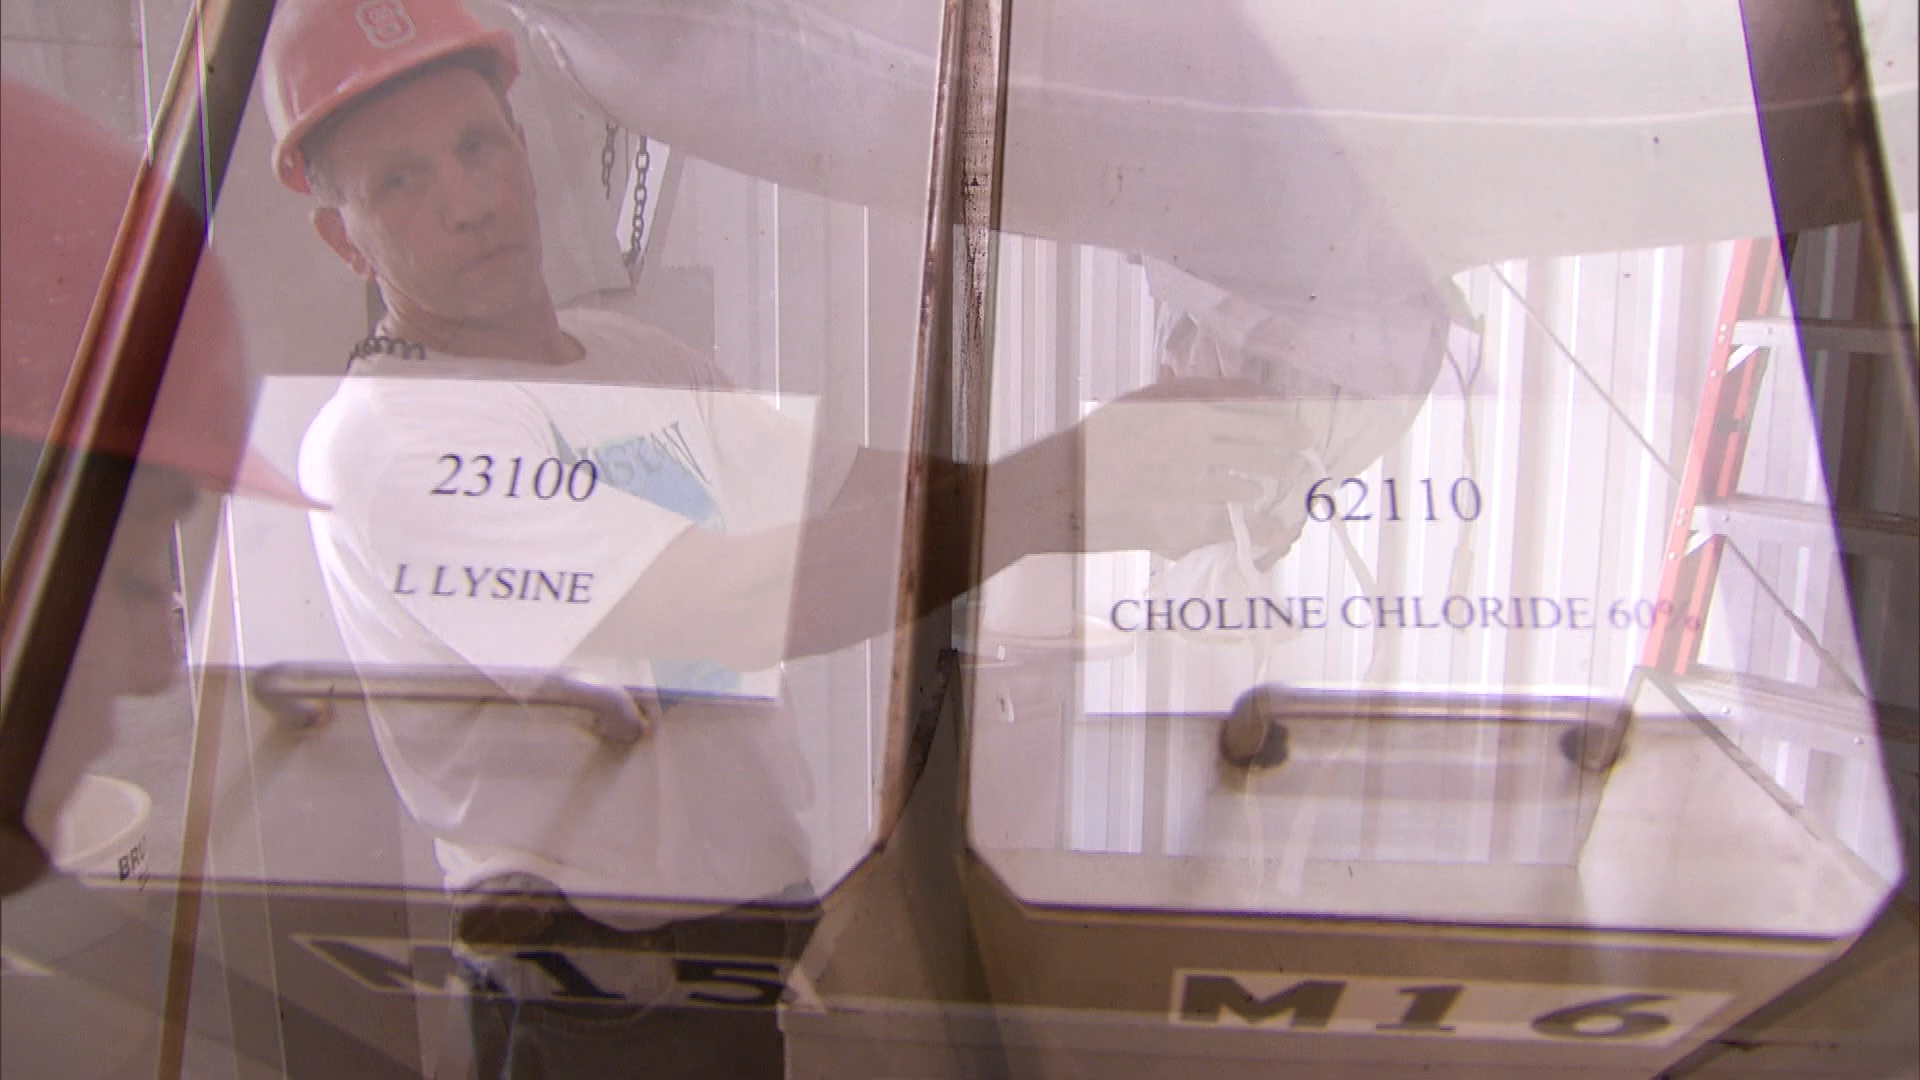 23100
L LYSINE
62110
CHOLINE CHLORIDE 60%
M15
M16